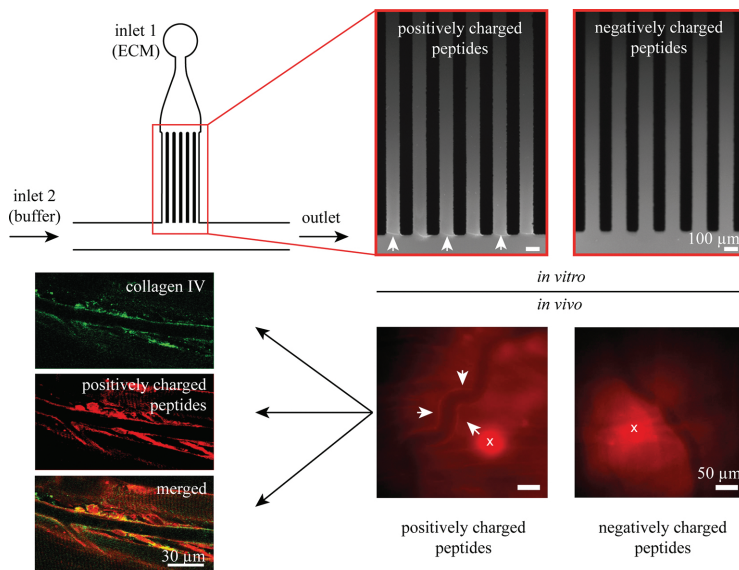 inlet 1
(ECM)
inlet 2
(buffer)
outlet
positively charged
peptides
negatively charged
peptides
100 µm
in vitro
in vivo
collagen IV
positively charged
peptides
merged
30 µm
x
x
50 µm
positively charged
peptides
negatively charged
peptides